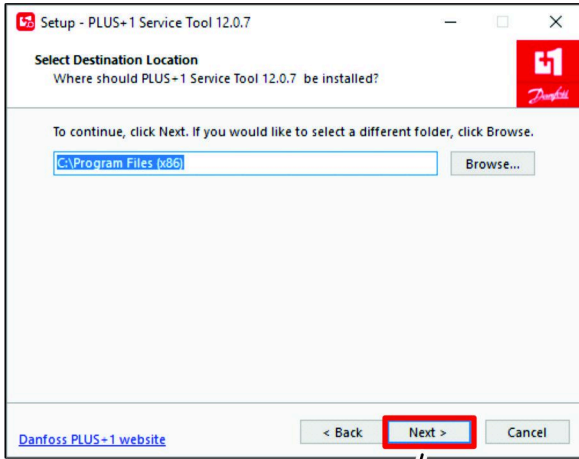 Setup - PLUS+1 Service Tool 12.0.7
Select Destination Location
Where should PLUS+1 Service Tool 12.0.7 be installed?
Danfoss
To continue, click Next. If you would like to select a different folder, click Browse.
C:\Program Files (x86)
Browse...
Danfoss PLUS+1 website
< Back
Next >
Cancel